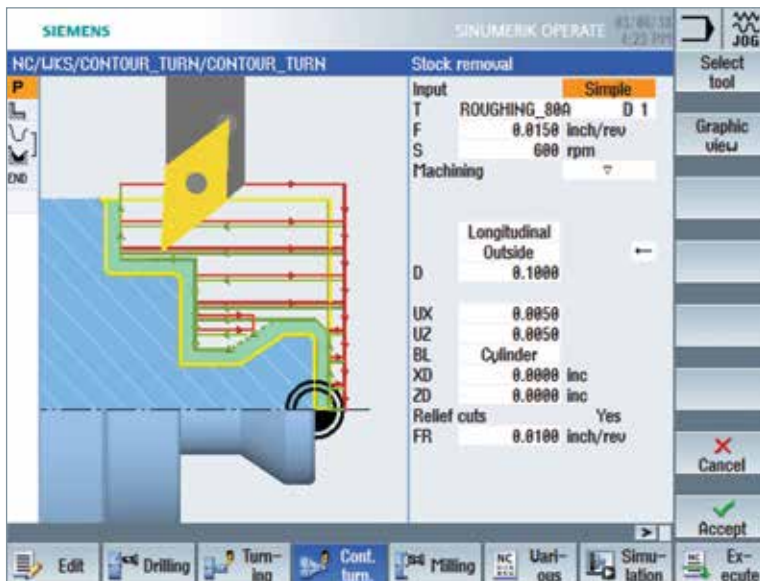 SIEMENS
SINUMERIK OPERATE
JOG
NC/WKS/CONTOUR_TURN/CONTOUR_TURN
Stock removal
Select tool
P
END
Input Simple
T ROUGHING_80A D 1
F 0.0150 inch/rev
S 600 rpm
Machining ▽
Graphic view
Longitudinal
Outside
←
D 0.1000
UX 0.0050
UZ 0.0050
BL Cylinder
XD 0.0000 inc
ZD 0.0000 inc
Relief cuts Yes
FR 0.0100 inch/rev
Cancel
Accept
Edit
Drilling
Turn-
ing
Cont.
turn.
Milling
NC
Vari-
ous
Simu-
lation
NC
Ex-
ecute